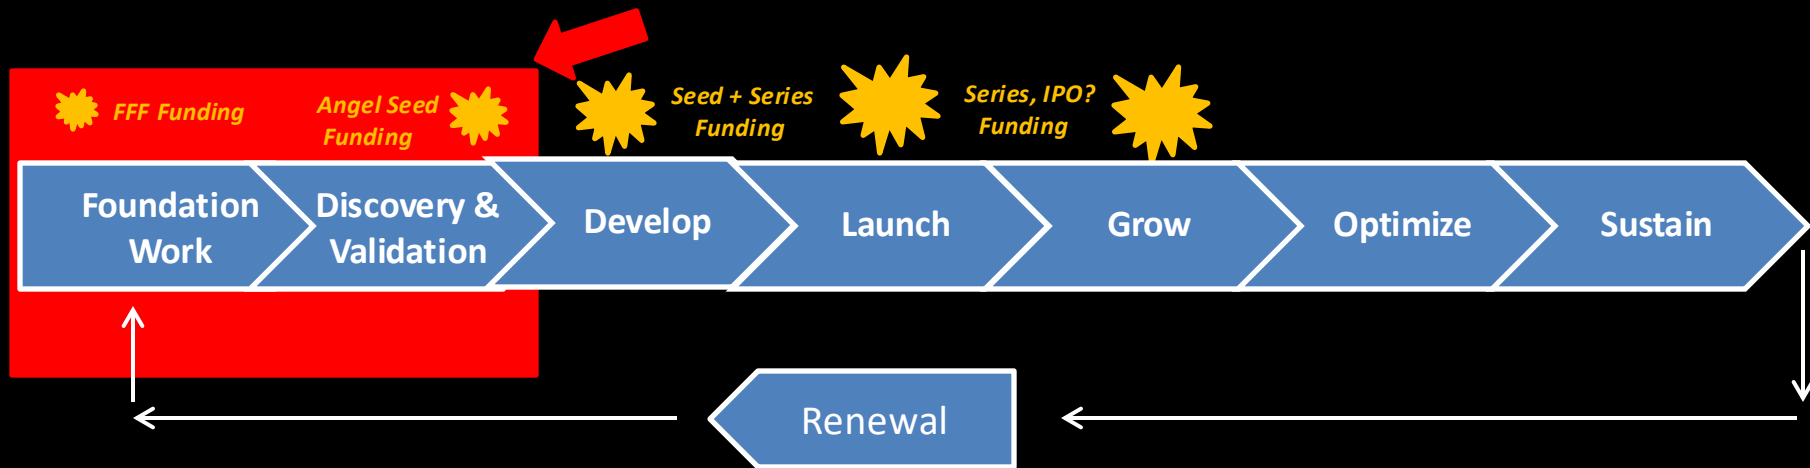 FFF Funding
Angel Seed
Funding
Seed + Series
Funding
Series, IPO?
Funding
Foundation
Work
Discovery &
Validation
Develop
Launch
Grow
Optimize
Sustain
Renewal